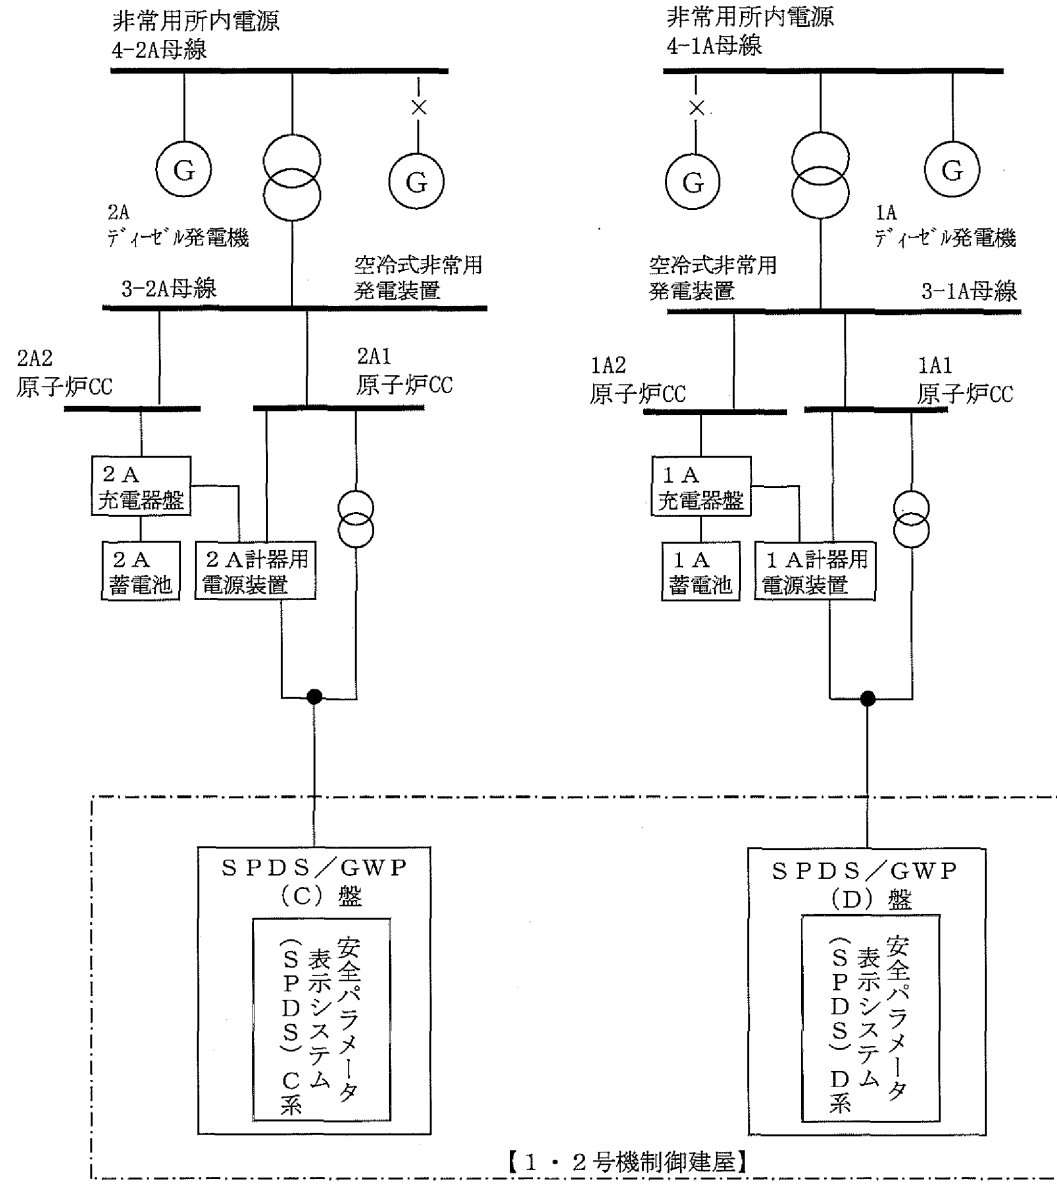 非常用所内電源
4-2A母線
G
G
2A
ディーゼル発電機
空冷式非常用
発電装置
3-2A母線
2A2
原子炉CC
2A1
原子炉CC
2A
充電器盤
2A
蓄電池
2A計器用
電源装置
非常用所内電源
4-1A母線
G
G
1A
ディーゼル発電機
空冷式非常用
発電装置
3-1A母線
1A2
原子炉CC
1A1
原子炉CC
1A
充電器盤
1A
蓄電池
1A計器用
電源装置
SPDS/GWP
(C)盤
安全パラメータ
表示システム
(SPDS)C系
SPDS/GWP
(D)盤
安全パラメータ
表示システム
(SPDS)D系
【1・2号機制御建屋】